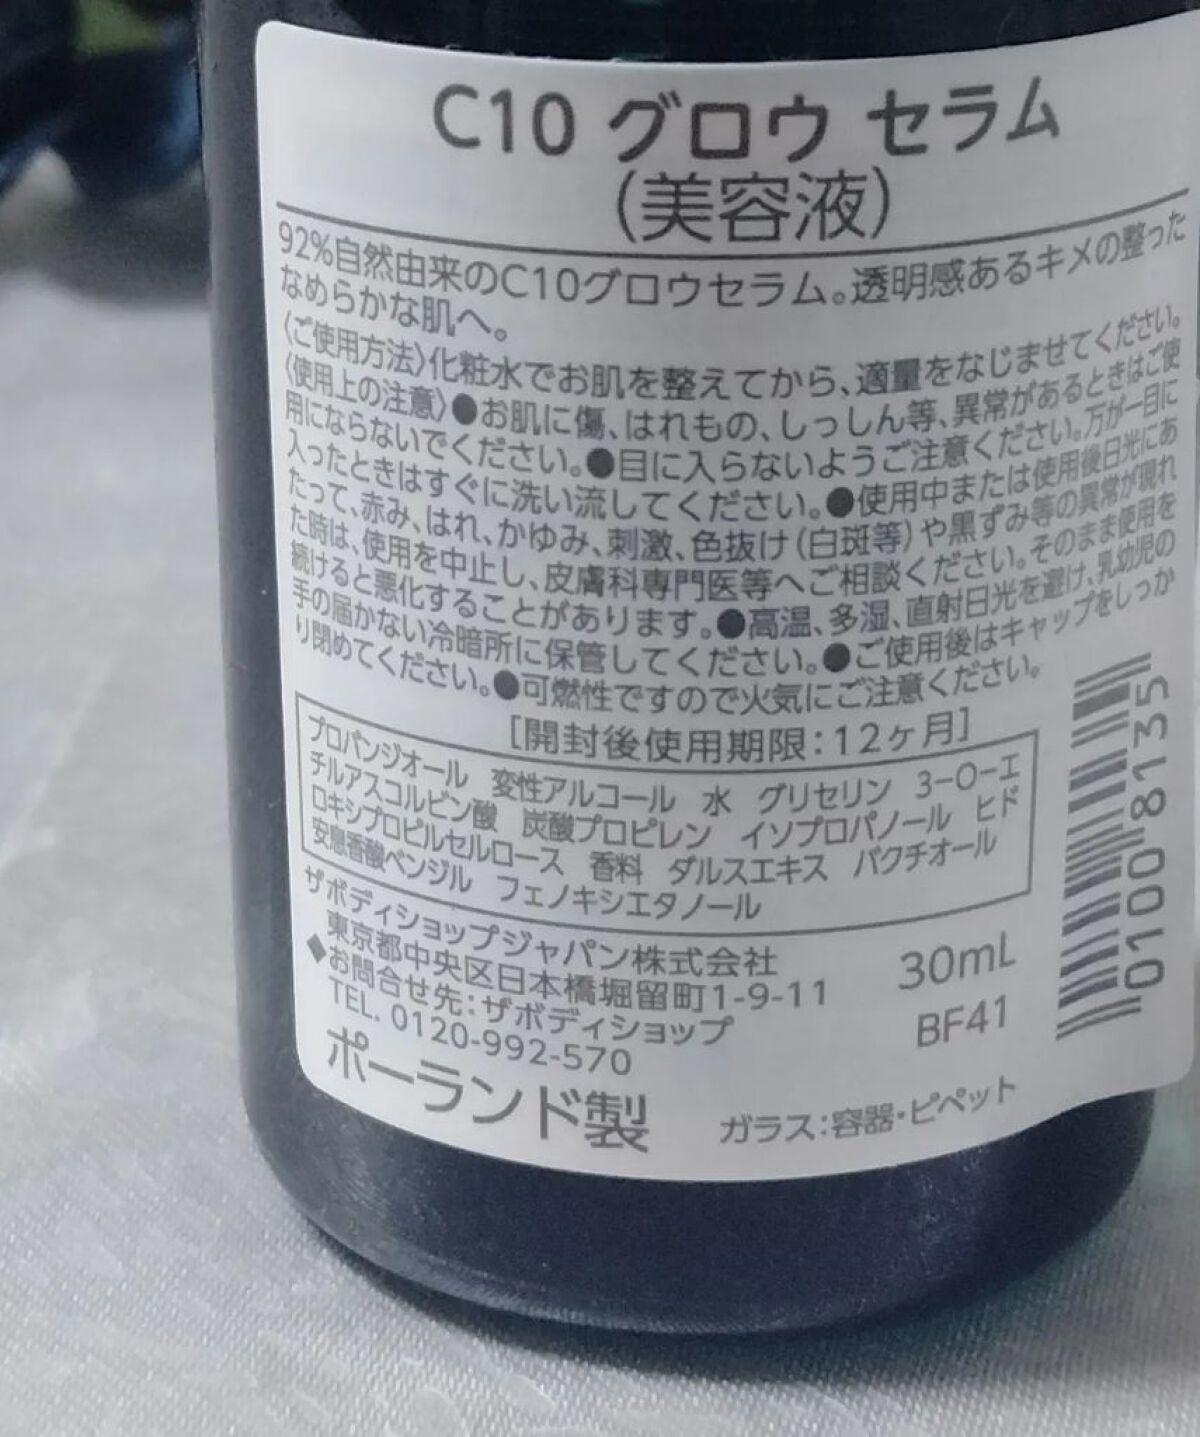 C10 グロウ セラム
(美容液)
92%自然由来のC10グロウセラム。透明感あるキメの整った
なめらかな肌へ。
〈ご使用方法〉化粧水でお肌を整えてから、適量をなじませてください。
〈使用上の注意〉●お肌に傷、はれもの、しっしん等、異常があるときはご使
用にならないでください。●目に入らないようご注意ください。万が一目に
入ったときはすぐに洗い流してください。●使用中または使用後日光にあ
たって、赤み、はれ、かゆみ、刺激、色抜け(白斑等)や黒ずみ等の異常が現れ
た時は、使用を中止し、皮膚科専門医等へご相談ください。そのまま使用を
続けると悪化することがあります。●高温、多湿、直射日光を避け、乳幼児の
手の届かない冷暗所に保管してください。●ご使用後はキャップをしっか
り閉めてください。●可燃性ですので火気にご注意ください。
[開封後使用期限:12ヶ月]
プロパンジオール 変性アルコール 水 グリセリン 3-O-エ
チルアスコルビン酸 炭酸プロピレン イソプロパノール ヒド
ロキシプロピルセルロース 香料 ダルスエキス バクチオール
安息香酸ベンジル フェノキシエタノール
ザボディショップジャパン株式会社
東京都中央区日本橋堀留町1-9-11
◆お問合せ先:ザボディショップ
TEL. 0120-992-570
ポーランド製
30mL
BF41
ガラス:容器・ピペット
01008135